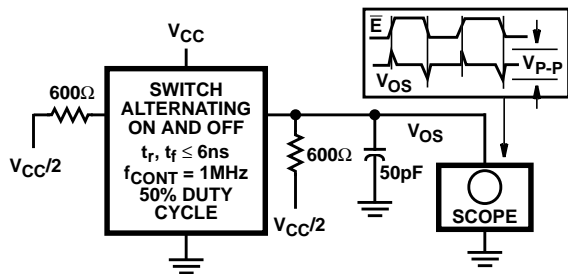 V_CC
600Ω
V_CC/2
SWITCH
ALTERNATING
ON AND OFF
t_r, t_f ≤ 6ns
f_CONT = 1MHz
50% DUTY
CYCLE
600Ω
V_CC/2
50pF
V_OS
E̅
V_OS
V_P-P
SCOPE